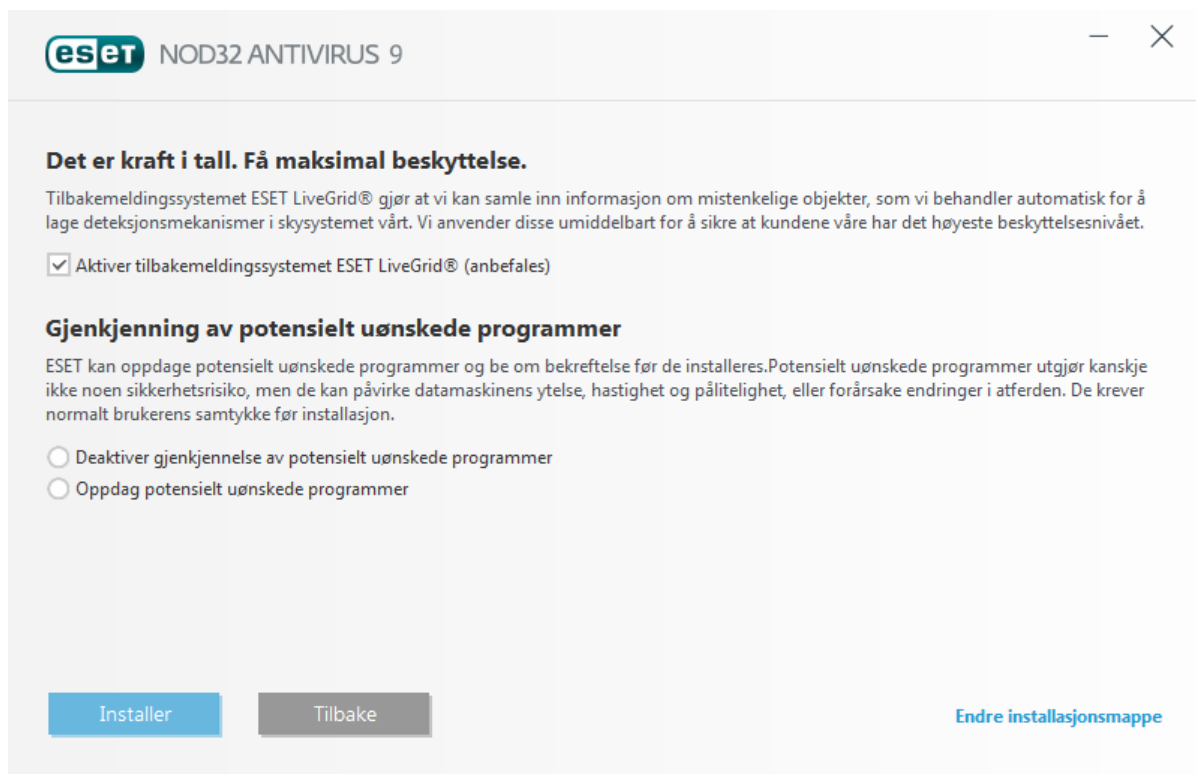 eset NOD32 ANTIVIRUS 9
Det er kraft i tall. Få maksimal beskyttelse.
Tilbakemeldingssystemet ESET LiveGrid® gjør at vi kan samle inn informasjon om mistenkelige objekter, som vi behandler automatisk for å
lage deteksjonsmekanismer i skysystemet vårt. Vi anvender disse umiddelbart for å sikre at kundene våre har det høyeste beskyttelsesnivået.
Aktiver tilbakemeldingssystemet ESET LiveGrid® (anbefales)
Gjenkjenning av potensielt uønskede programmer
ESET kan oppdage potensielt uønskede programmer og be om bekreftelse før de installeres.Potensielt uønskede programmer utgjør kanskje
ikke noen sikkerhetsrisiko, men de kan påvirke datamaskinens ytelse, hastighet og pålitelighet, eller forårsake endringer i atferden. De krever
normalt brukerens samtykke før installasjon.
Deaktiver gjenkjennelse av potensielt uønskede programmer
Oppdag potensielt uønskede programmer
Installer
Tilbake
Endre installasjonsmappe